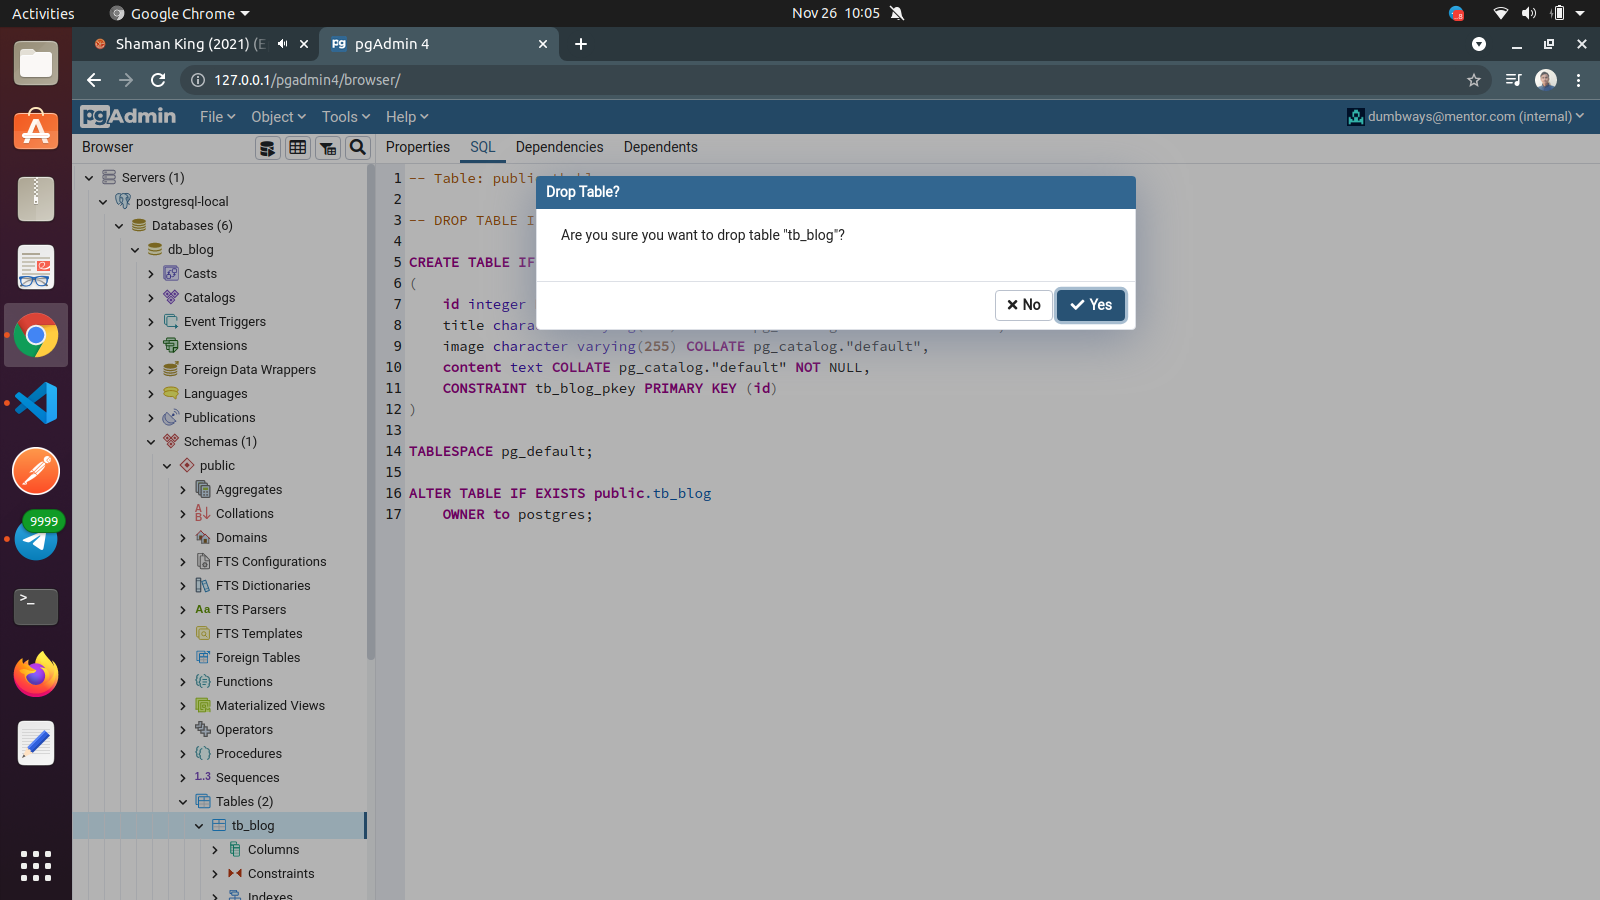 Activities
Google Chrome
Nov 26 10:05
Shaman King (2021) (E
pgAdmin 4
127.0.0.1/pgadmin4/browser/
pgAdmin
File
Object
Tools
Help
dumbways@mentor.com (internal)
Browser
Properties
SQL
Dependencies
Dependents
Servers (1)
postgresql-local
Databases (6)
db_blog
Casts
Catalogs
Event Triggers
Extensions
Foreign Data Wrappers
Languages
Publications
Schemas (1)
public
Aggregates
Collations
Domains
FTS Configurations
FTS Dictionaries
Aa FTS Parsers
FTS Templates
Foreign Tables
Functions
Materialized Views
Operators
Procedures
1..3 Sequences
Tables (2)
tb_blog
Columns
Constraints
Indexes
9999
1 -- Table: publi
2
3 -- DROP TABLE I
4
5 CREATE TABLE IF
6 (
7 id integer
8 title chara
9 image character varying(255) COLLATE pg_catalog."default",
10 content text COLLATE pg_catalog."default" NOT NULL,
11 CONSTRAINT tb_blog_pkey PRIMARY KEY (id)
12 )
13
14 TABLESPACE pg_default;
15
16 ALTER TABLE IF EXISTS public.tb_blog
17 OWNER to postgres;
Drop Table?
Are you sure you want to drop table "tb_blog"?
No
Yes